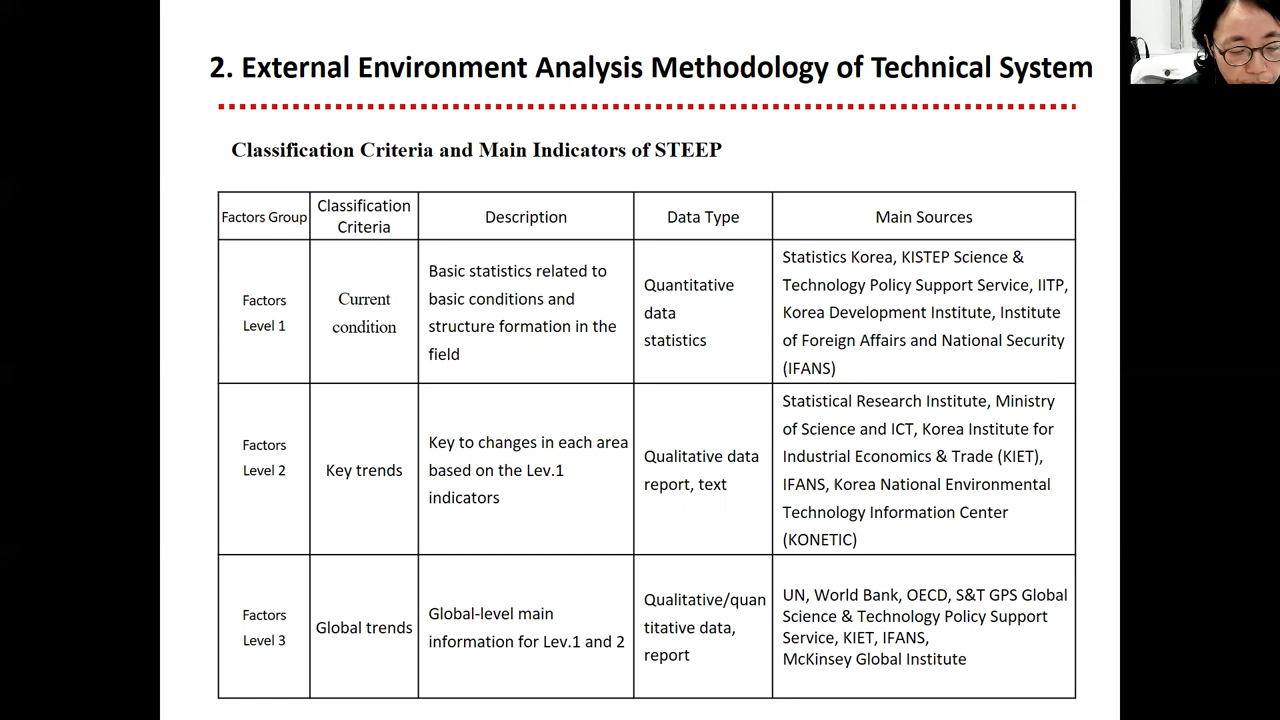 2. External Environment Analysis Methodology of Technical System
Classification Criteria and Main Indicators of STEEP
Factors Group
Classification
Criteria
Description
Data Type
Main Sources
Factors
Level 1
Current
condition
Basic statistics related to
basic conditions and
structure formation in the
field
Quantitative
data
statistics
Statistics Korea, KISTEP Science &
Technology Policy Support Service, IITP,
Korea Development Institute, Institute
of Foreign Affairs and National Security
(IFANS)
Factors
Level 2
Key trends
Key to changes in each area
based on the Lev.1
indicators
Qualitative data
report, text
Statistical Research Institute, Ministry
of Science and ICT, Korea Institute for
Industrial Economics & Trade (KIET),
IFANS, Korea National Environmental
Technology Information Center
(KONETIC)
Factors
Level 3
Global trends
Global-level main
information for Lev.1 and 2
Qualitative/quan
titative data,
report
UN, World Bank, OECD, S&T GPS Global
Science & Technology Policy Support
Service, KIET, IFANS,
McKinsey Global Institute